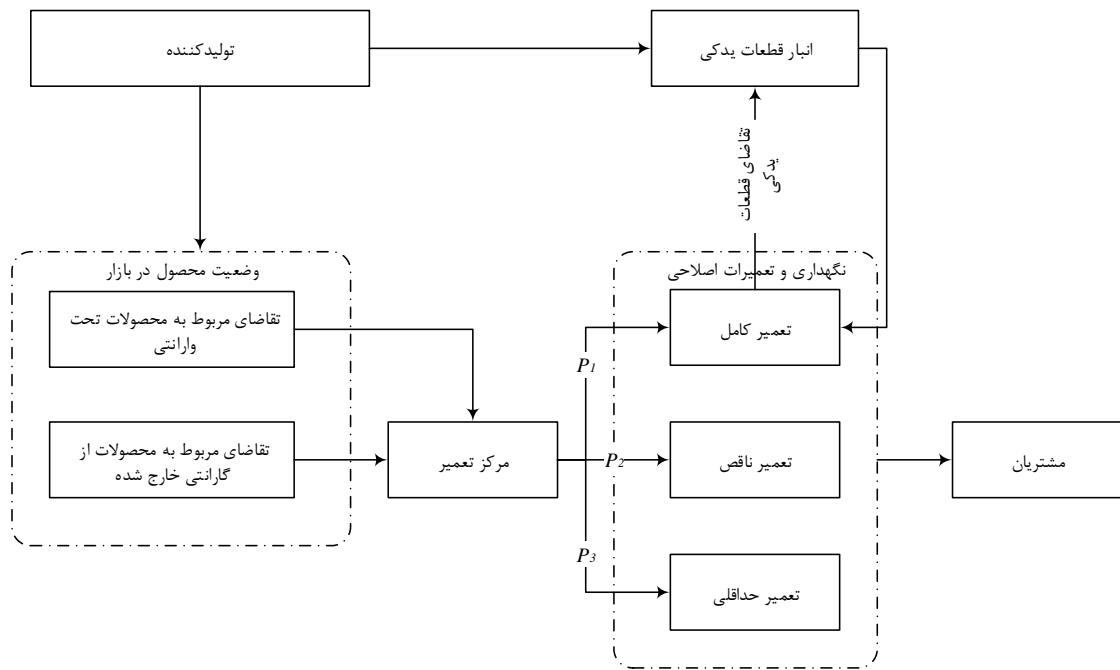 تولیدکننده
انبار قطعات یدکی
تقاضای قطعات
یدکی
وضعیت محصول در بازار
تقاضای مربوط به محصولات تحت
وارانتی
تقاضای مربوط به محصولات از
گارانتی خارج شده
مرکز تعمیر
P1
P2
P3
نگهداری و تعمیرات اصلاحی
تعمیر کامل
تعمیر ناقص
تعمیر حداقلی
مشتریان